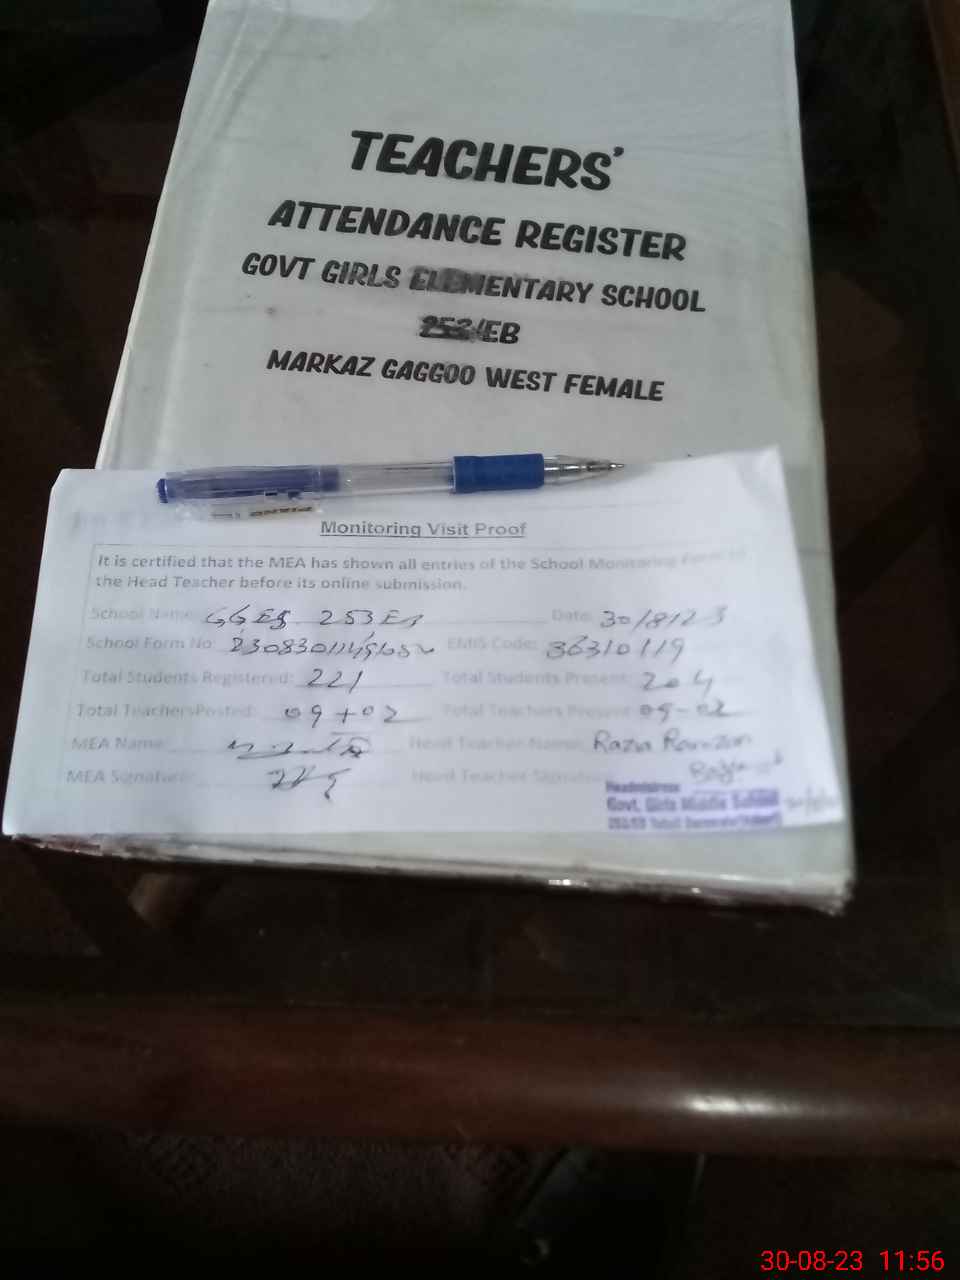 TEACHERS'
ATTENDANCE REGISTER
GOVT GIRLS ELEMENTARY SCHOOL
253/EB
MARKAZ GAGGOO WEST FEMALE
PIANO
Monitoring Visit Proof
It is certified that the MEA has shown all entries of the School Monitoring Form to
the Head Teacher before its online submission.
School Name: GGES 253EB Date: 30/8/23
School Form No: EMIS Code: 36310119
Total Students Registered: 221 Total Students Present: 204
Total TeachersPosted: 09+02 Total Teachers Present: 09-02
MEA Name: Head Teacher Name: Razia Ramzan
MEA Signature: Head Teacher Signature:
Headmistress
Govt. Girls Middle School
30-08-23 11:56